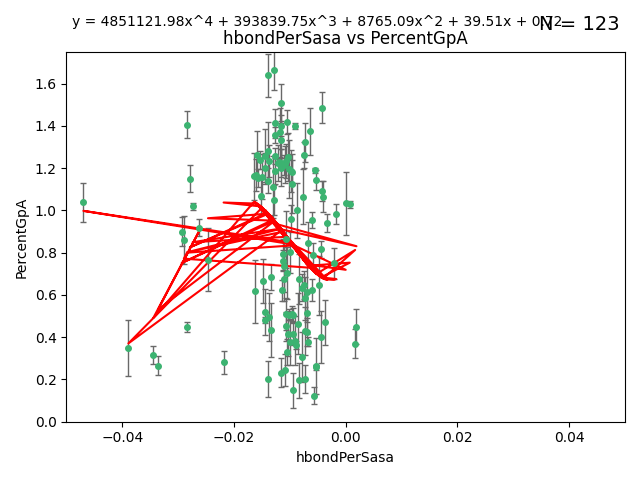 y = 4851121.98x^4 + 393839.75x^3 + 8765.09x^2 + 39.51x + 0.72
N = 123
hbondPerSasa vs PercentGpA
PercentGpA
1.6
1.4
1.2
1.0
0.8
0.6
0.4
0.2
0.0
−0.04 −0.02 0.00 0.02 0.04
hbondPerSasa